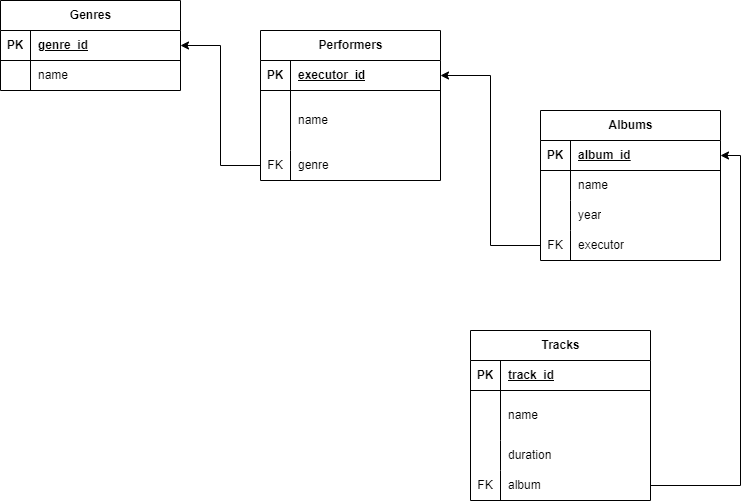 Genres
PK genre_id
name
Performers
PK executor_id
name
FK genre
Albums
PK album_id
name
year
FK executor
Tracks
PK track_id
name
duration
FK album